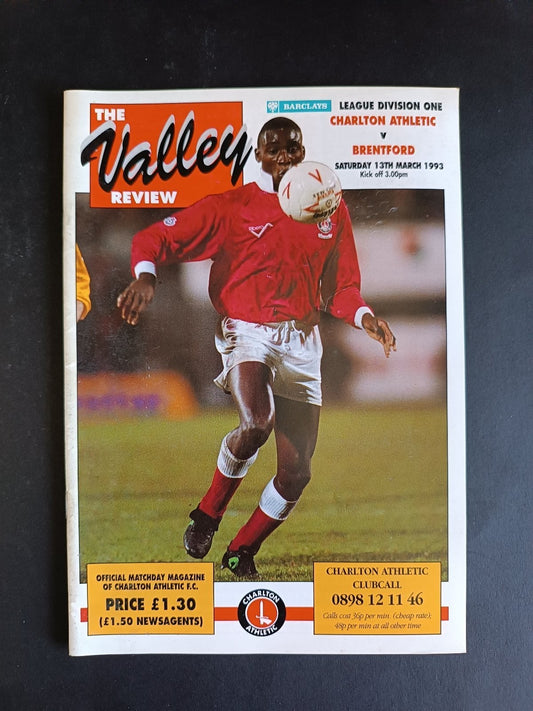 THE
Valley
REVIEW
BARCLAYS
LEAGUE DIVISION ONE
CHARLTON ATHLETIC
v
BRENTFORD
SATURDAY 13TH MARCH 1993
Kick off 3.00pm
OFFICIAL MATCHDAY MAGAZINE
OF CHARLTON ATHLETIC F.C.
PRICE £1.30
(£1.50 NEWSAGENTS)
CHARLTON
ATHLETIC
CHARLTON ATHLETIC
CLUBCALL
0898 12 11 46
Calls cost 36p per min. (cheap rate);
48p per min at all other time